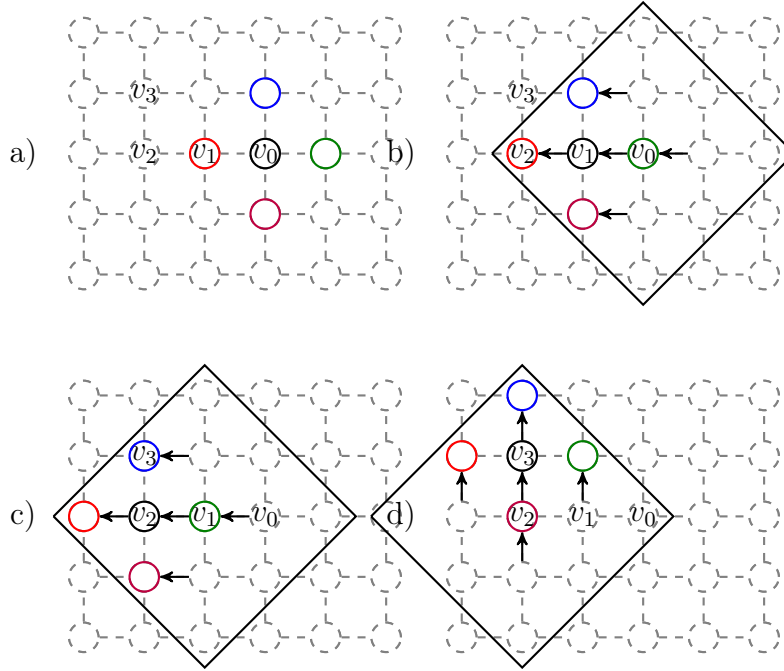 v₃
a) v₂ v₁ v₀
v₃
b) v₂ v₁ v₀
v₃
c) v₂ v₁ v₀
v₃
d) v₂ v₁ v₀